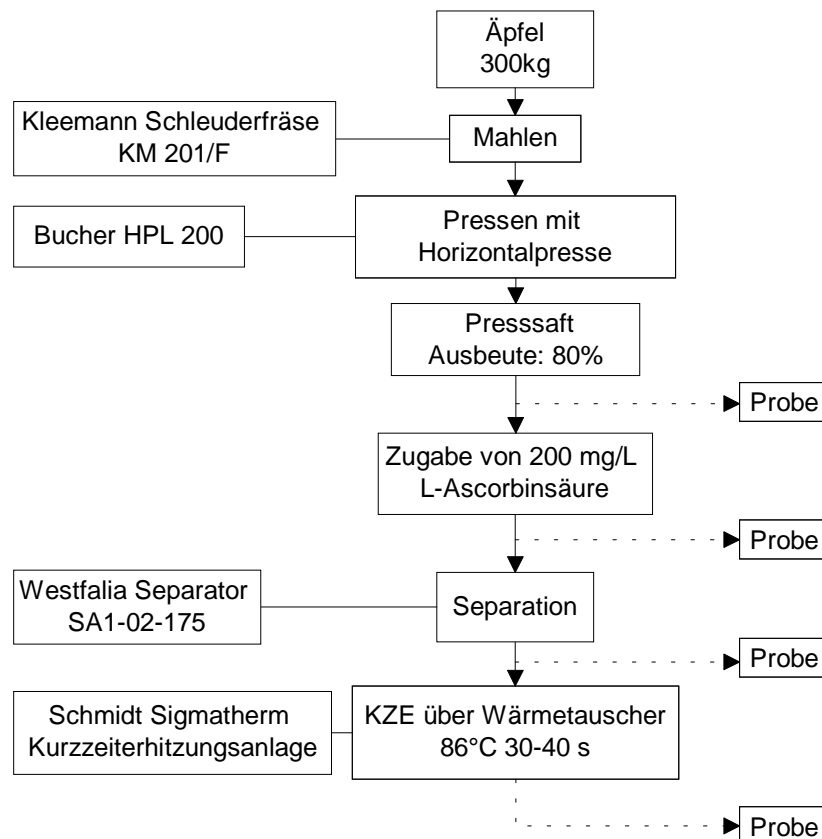 Äpfel
300kg
Kleemann Schleuderfräse
KM 201/F
Mahlen
Bucher HPL 200
Pressen mit
Horizontalpresse
Presssaft
Ausbeute: 80%
Probe
Zugabe von 200 mg/L
L-Ascorbinsäure
Probe
Westfalia Separator
SA1-02-175
Separation
Probe
Schmidt Sigmatherm
Kurzzeiterhitzungsanlage
KZE über Wärmetauscher
86°C 30-40 s
Probe